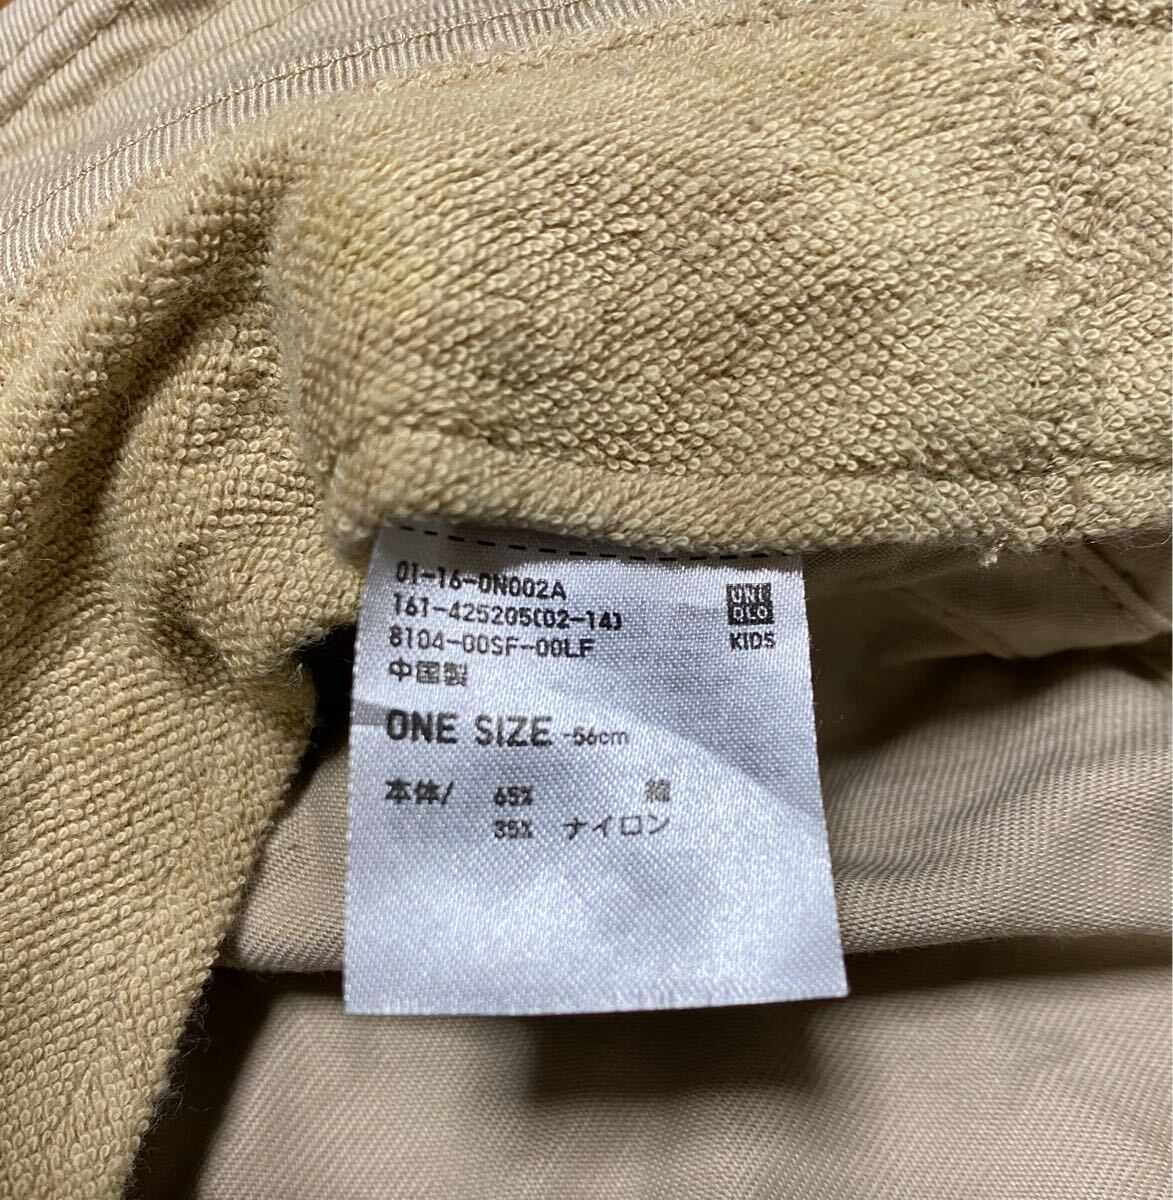 01-16-DN002A
161-425205(02-14)
8104-00SF-00LF
中国製
UNI
QLO
KIDS
ONE SIZE -56cm
本体/ 65% 綿
35% ナイロン